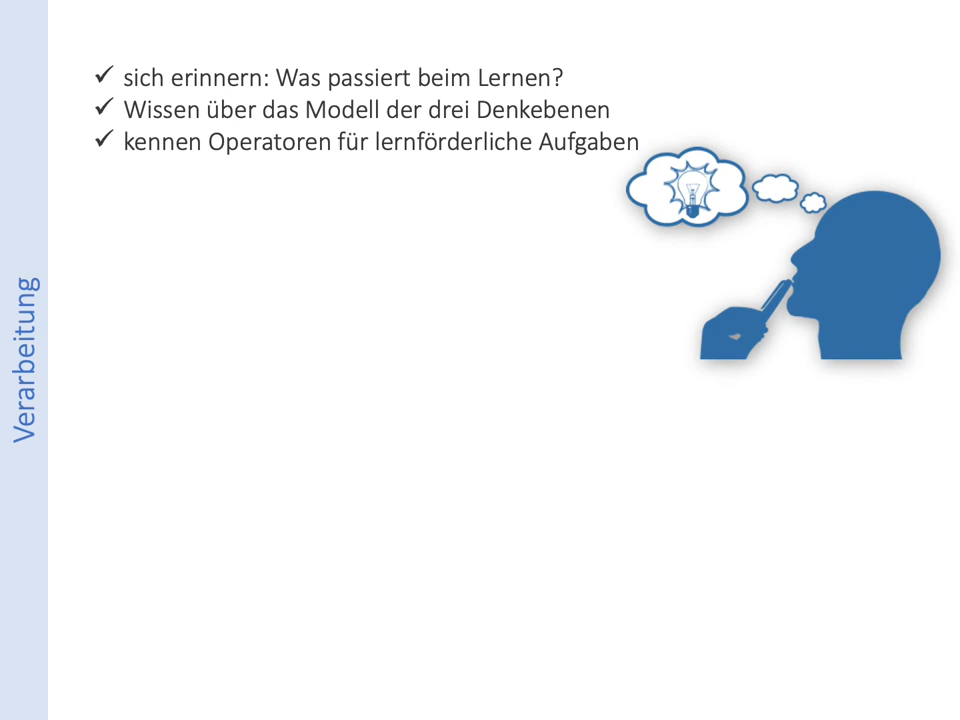 ✓ sich erinnern: Was passiert beim Lernen?
✓ Wissen über das Modell der drei Denkebenen
✓ kennen Operatoren für lernförderliche Aufgaben
Verarbeitung